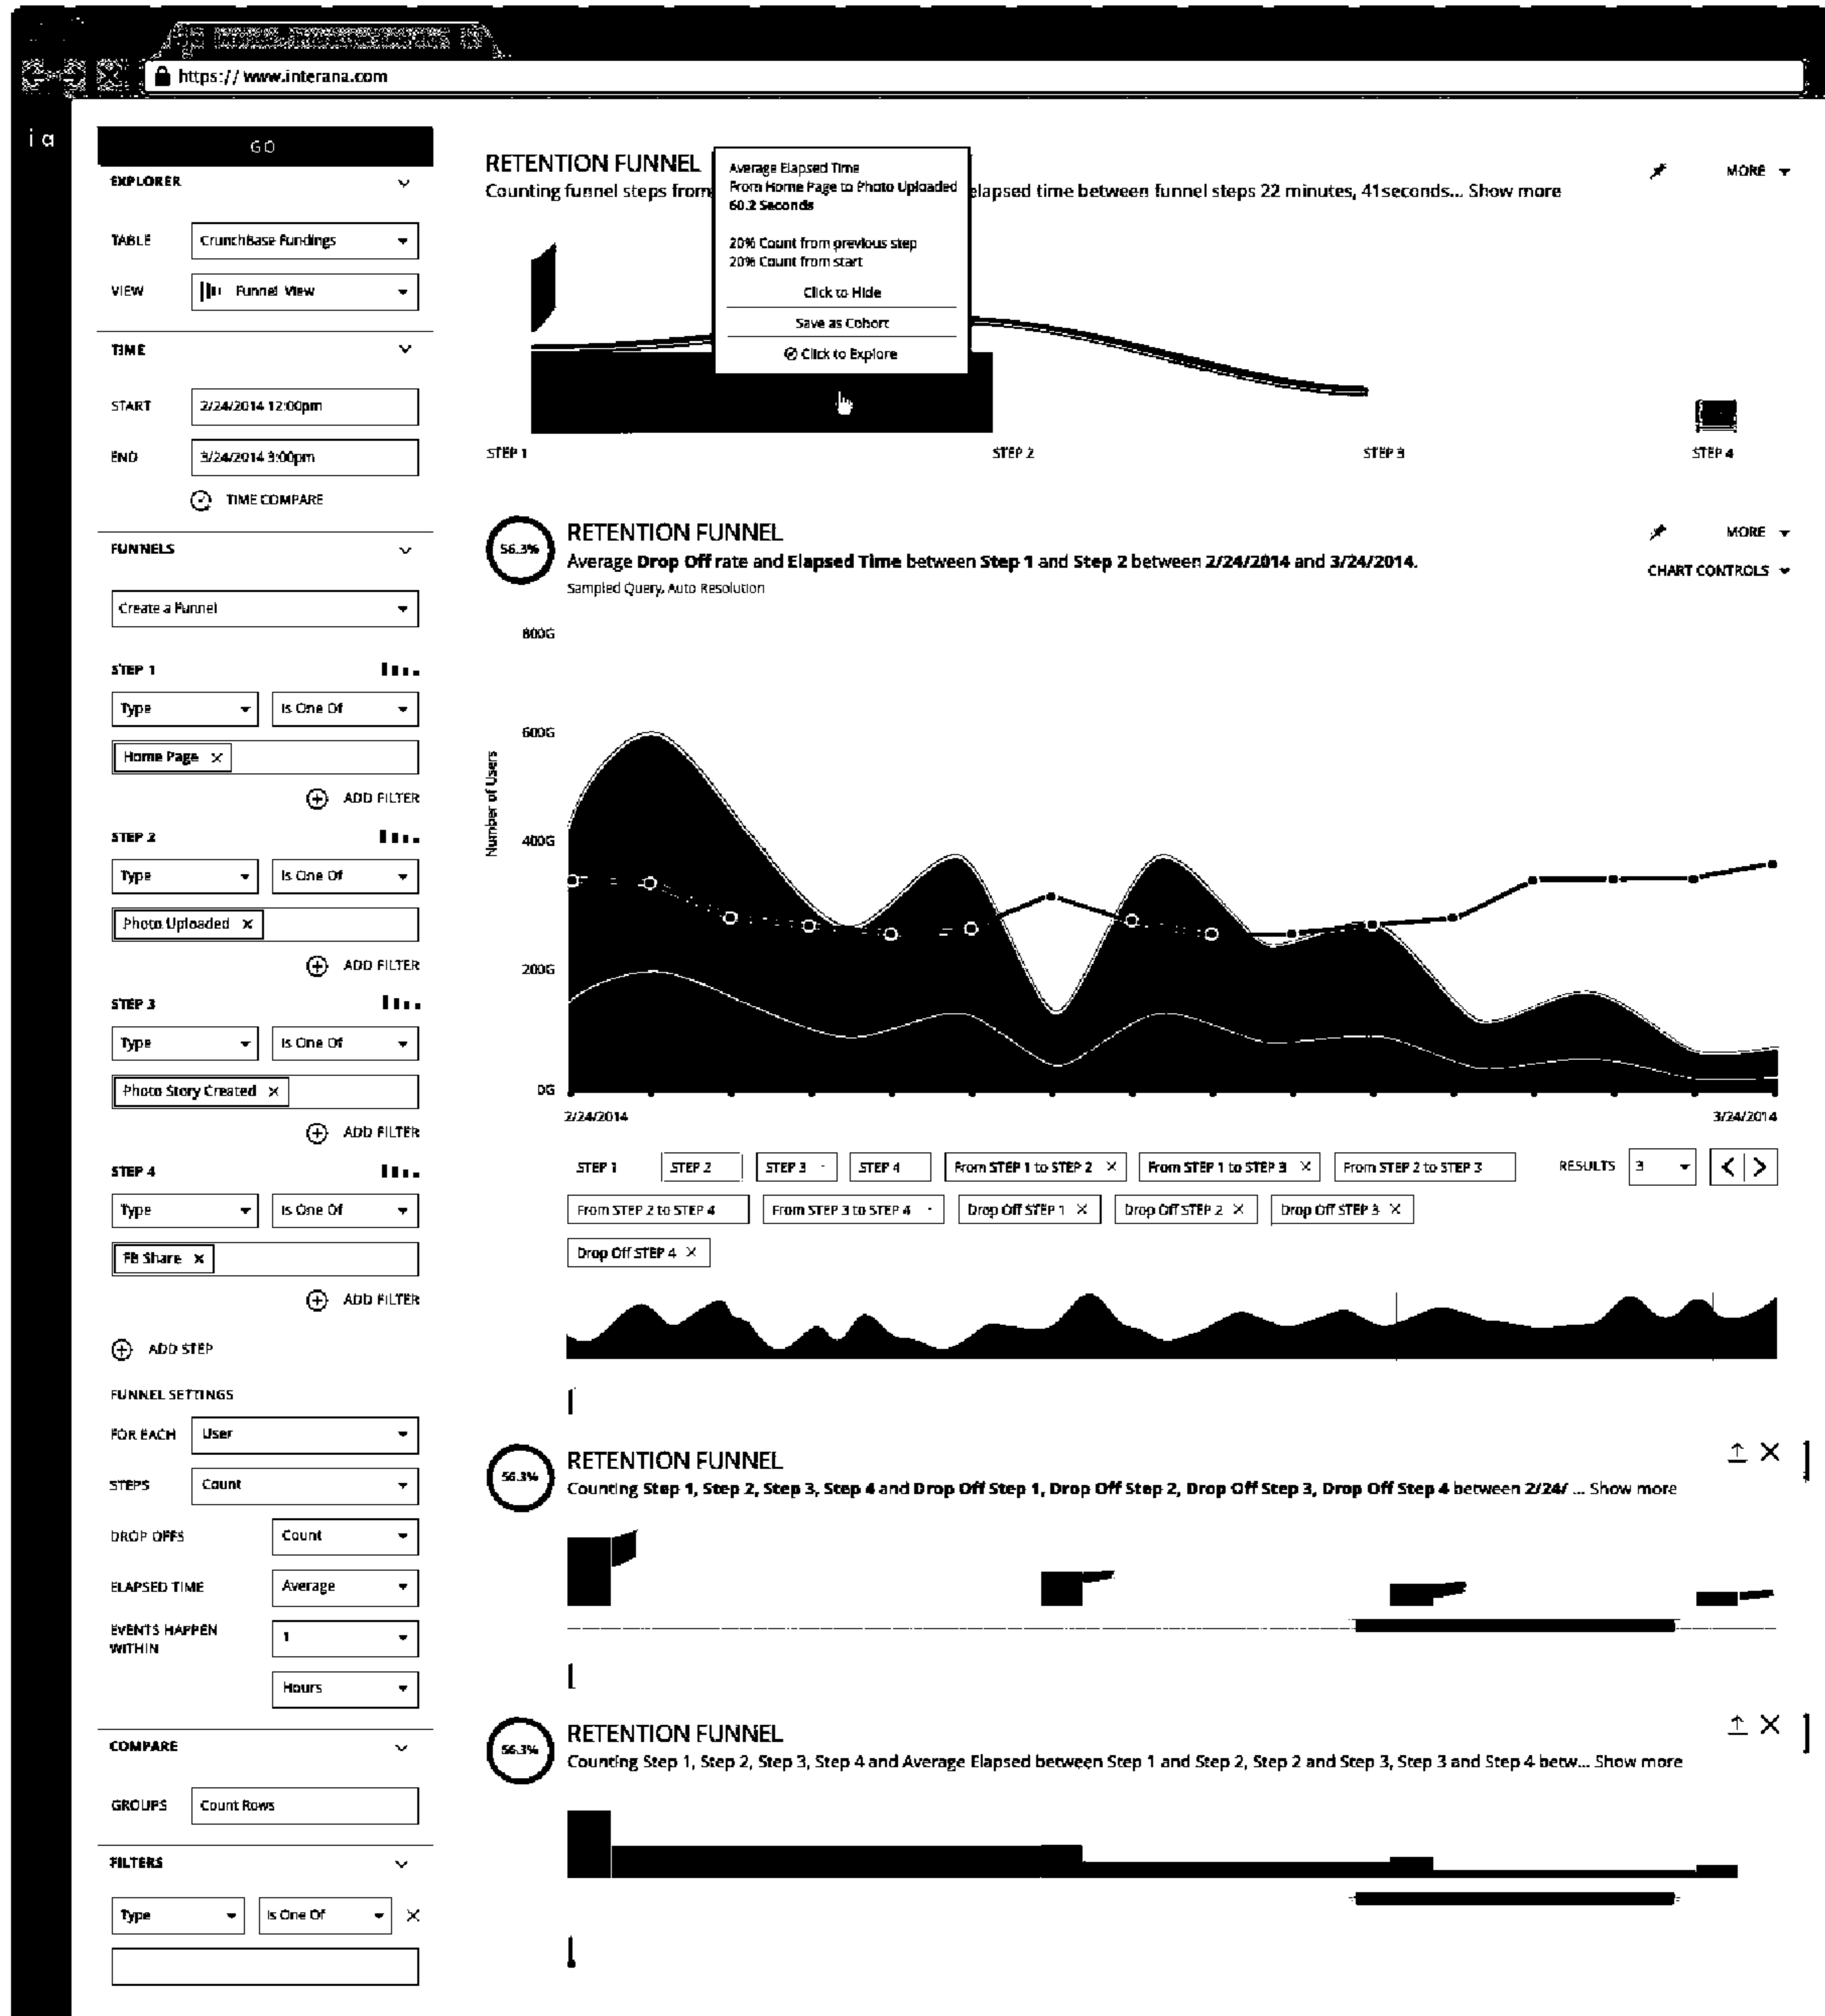 https:// www.interana.com
i a
GO
EXPLORER
TABLE CrunchBase Fundings
VIEW Funnel View
TIME
START 2/24/2014 12:00pm
END 3/24/2014 3:00pm
TIME COMPARE
FUNNELS
Create a Funnel
STEP 1
Type Is One Of
Home Page ×
ADD FILTER
STEP 2
Type Is One Of
Photo Uploaded ×
ADD FILTER
STEP 3
Type Is One Of
Photo Story Created ×
ADD FILTER
STEP 4
Type Is One Of
FB Share ×
ADD FILTER
ADD STEP
FUNNEL SETTINGS
FOR EACH User
STEPS Count
DROP OFFS Count
ELAPSED TIME Average
EVENTS HAPPEN
WITHIN
1
Hours
COMPARE
GROUPS Count Rows
FILTERS
Type Is One Of ×
RETENTION FUNNEL
MORE
Counting funnel steps from elapsed time between funnel steps 22 minutes, 41seconds... Show more
Average Elapsed Time
From Home Page to Photo Uploaded
60.2 Seconds
20% Count from previous step
20% Count from start
Click to Hide
Save as Cohort
Click to Explore
STEP 1 STEP 2 STEP 3 STEP 4
56.3%
RETENTION FUNNEL
MORE
Average Drop Off rate and Elapsed Time between Step 1 and Step 2 between 2/24/2014 and 3/24/2014.
CHART CONTROLS
Sampled Query, Auto Resolution
Number of Users
800G
600G
400G
200G
0G
2/24/2014 3/24/2014
STEP 1 STEP 2 STEP 3 STEP 4 From STEP 1 to STEP 2 × From STEP 1 to STEP 3 × From STEP 2 to STEP 3 RESULTS 3
From STEP 2 to STEP 4 From STEP 3 to STEP 4 Drop Off STEP 1 × Drop Off STEP 2 × Drop Off STEP 3 ×
Drop Off STEP 4 ×
56.3%
RETENTION FUNNEL
Counting Step 1, Step 2, Step 3, Step 4 and Drop Off Step 1, Drop Off Step 2, Drop Off Step 3, Drop Off Step 4 between 2/24/ ... Show more
56.3%
RETENTION FUNNEL
Counting Step 1, Step 2, Step 3, Step 4 and Average Elapsed between Step 1 and Step 2, Step 2 and Step 3, Step 3 and Step 4 betw... Show more